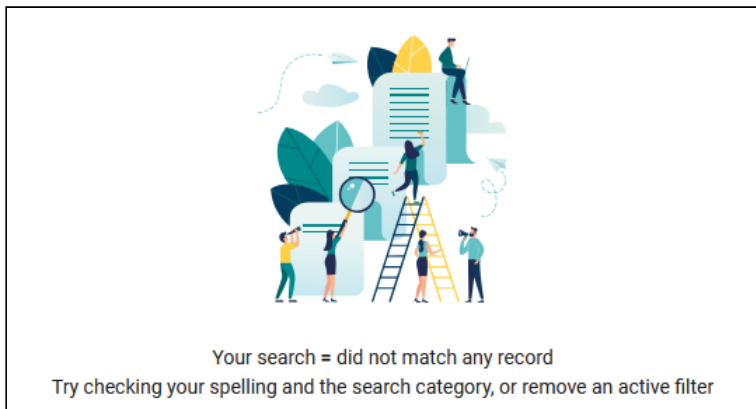 Your search = did not match any record
Try checking your spelling and the search category, or remove an active filter